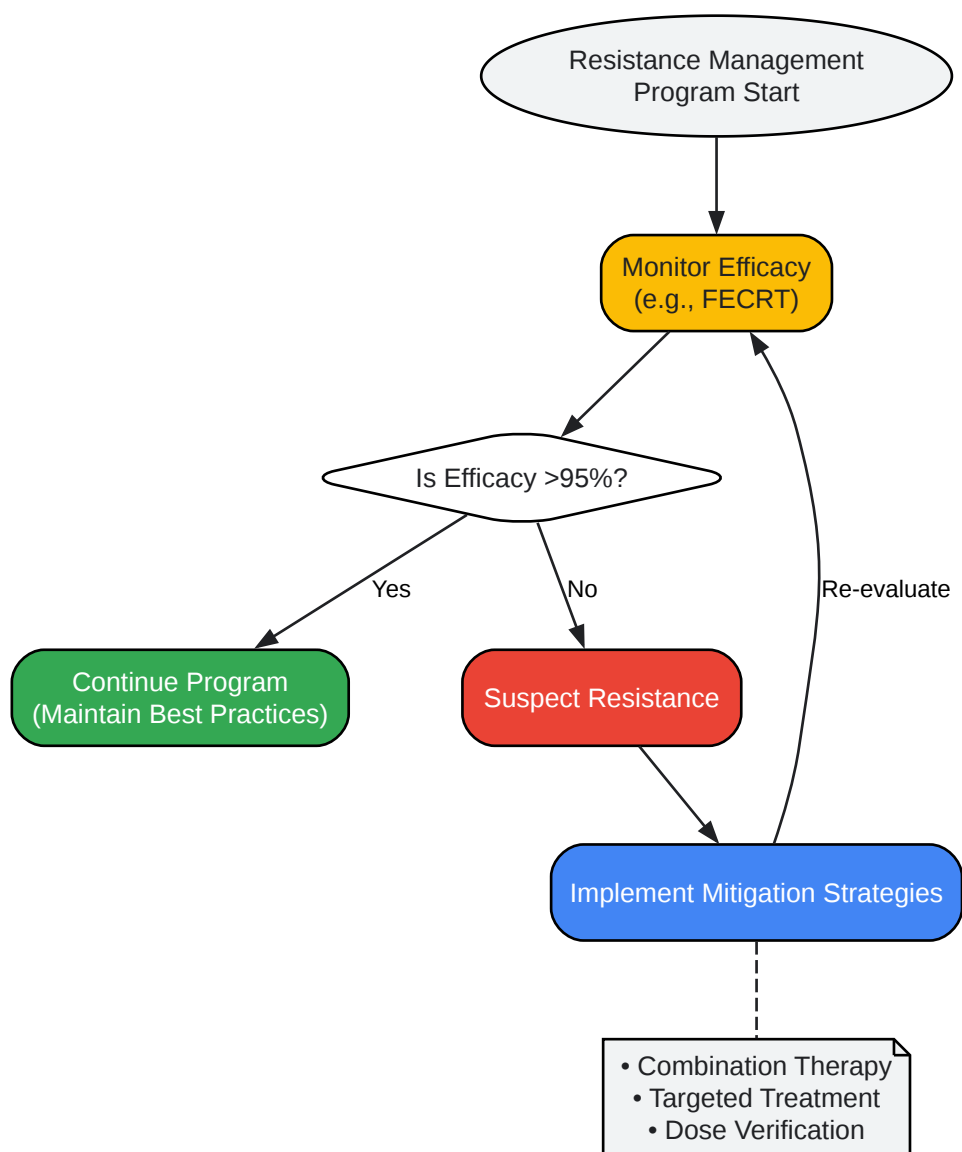 Resistance Management
Program Start
Monitor Efficacy
(e.g., FECRT)
Is Efficacy >95%?
Yes
No
Re-evaluate
Continue Program
(Maintain Best Practices)
Suspect Resistance
Implement Mitigation Strategies
• Combination Therapy
• Targeted Treatment
• Dose Verification